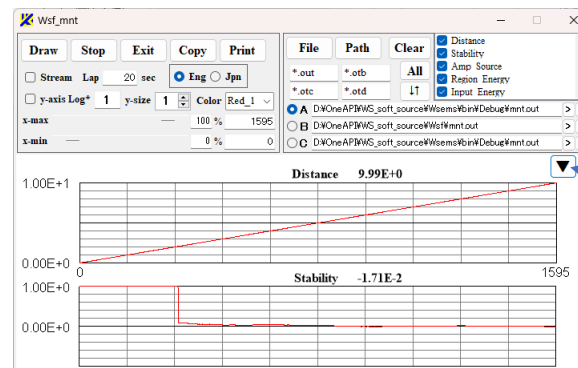 Wsf_mnt
Draw Stop Exit Copy Print
Stream Lap 20 sec Eng Jpn
y-axis Log* 1 y-size 1 Color Red_1
x-max 100 % 1595
x-min 0 % 0
File Path Clear
*.out *.otb All
*.otc *.otd ↓↑
Distance
Stability
Amp Source
Region Energy
Input Energy
A D:¥OneAPI¥WS_soft_source¥Wsems¥bin¥Debug¥mnt.out >
B D:¥OneAPI¥WS_soft_source¥Wsf¥mnt.out >
C D:¥OneAPI¥WS_soft_source¥Wsems¥bin¥Debug¥mnt.out >
▼
Distance 9.99E+0
1.00E+1
0.00E+0
0 1595
Stability -1.71E-2
1.00E+0
0.00E+0